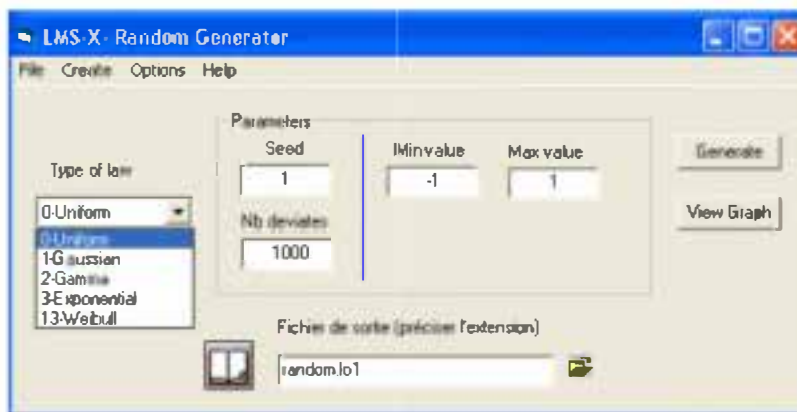 LMS-X- Random Generator
File Create Options Help
Parameters
Seed Min value Max value
Generate
Type of law
1 -1 1
0-Uniform
View Graph
Nb deviates
0-Uniform
1-Gaussian
1000
2-Gamma
3-Exponential
13-Weibull
Fichier de sortie (préciser l'extension)
random.lo1